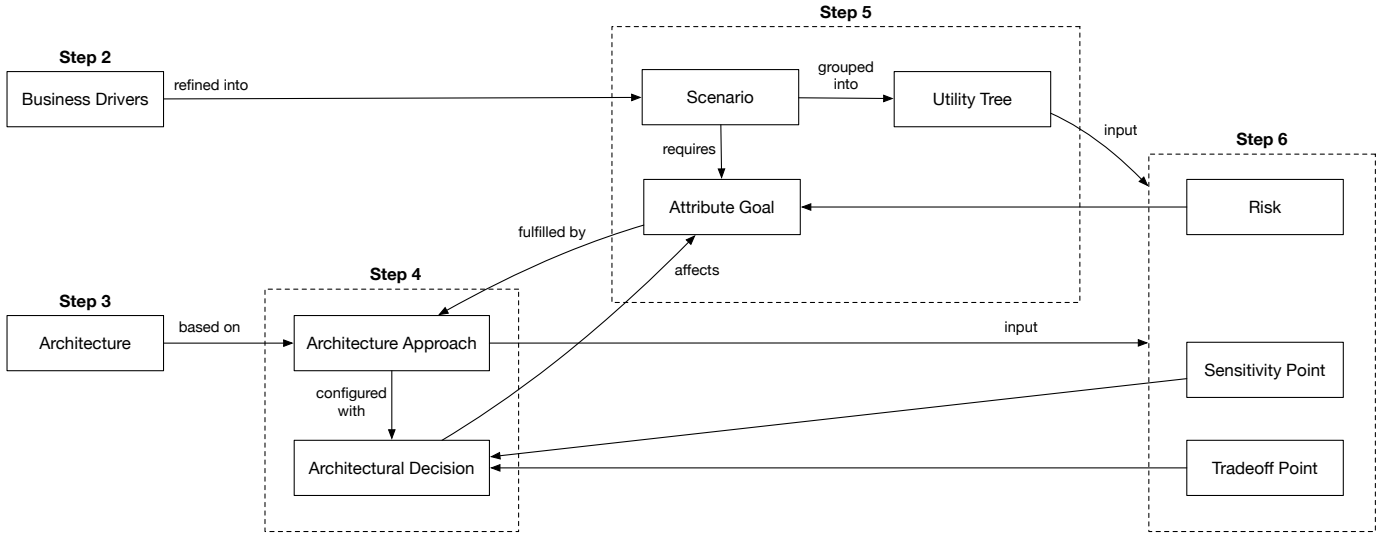 Step 5
Step 2
Business Drivers
refined into
Scenario
grouped
into
Utility Tree
input
requires
Step 6
Attribute Goal
Risk
fulfilled by
affects
Step 4
Step 3
Architecture
based on
Architecture Approach
input
Sensitivity Point
configured
with
Architectural Decision
Tradeoff Point